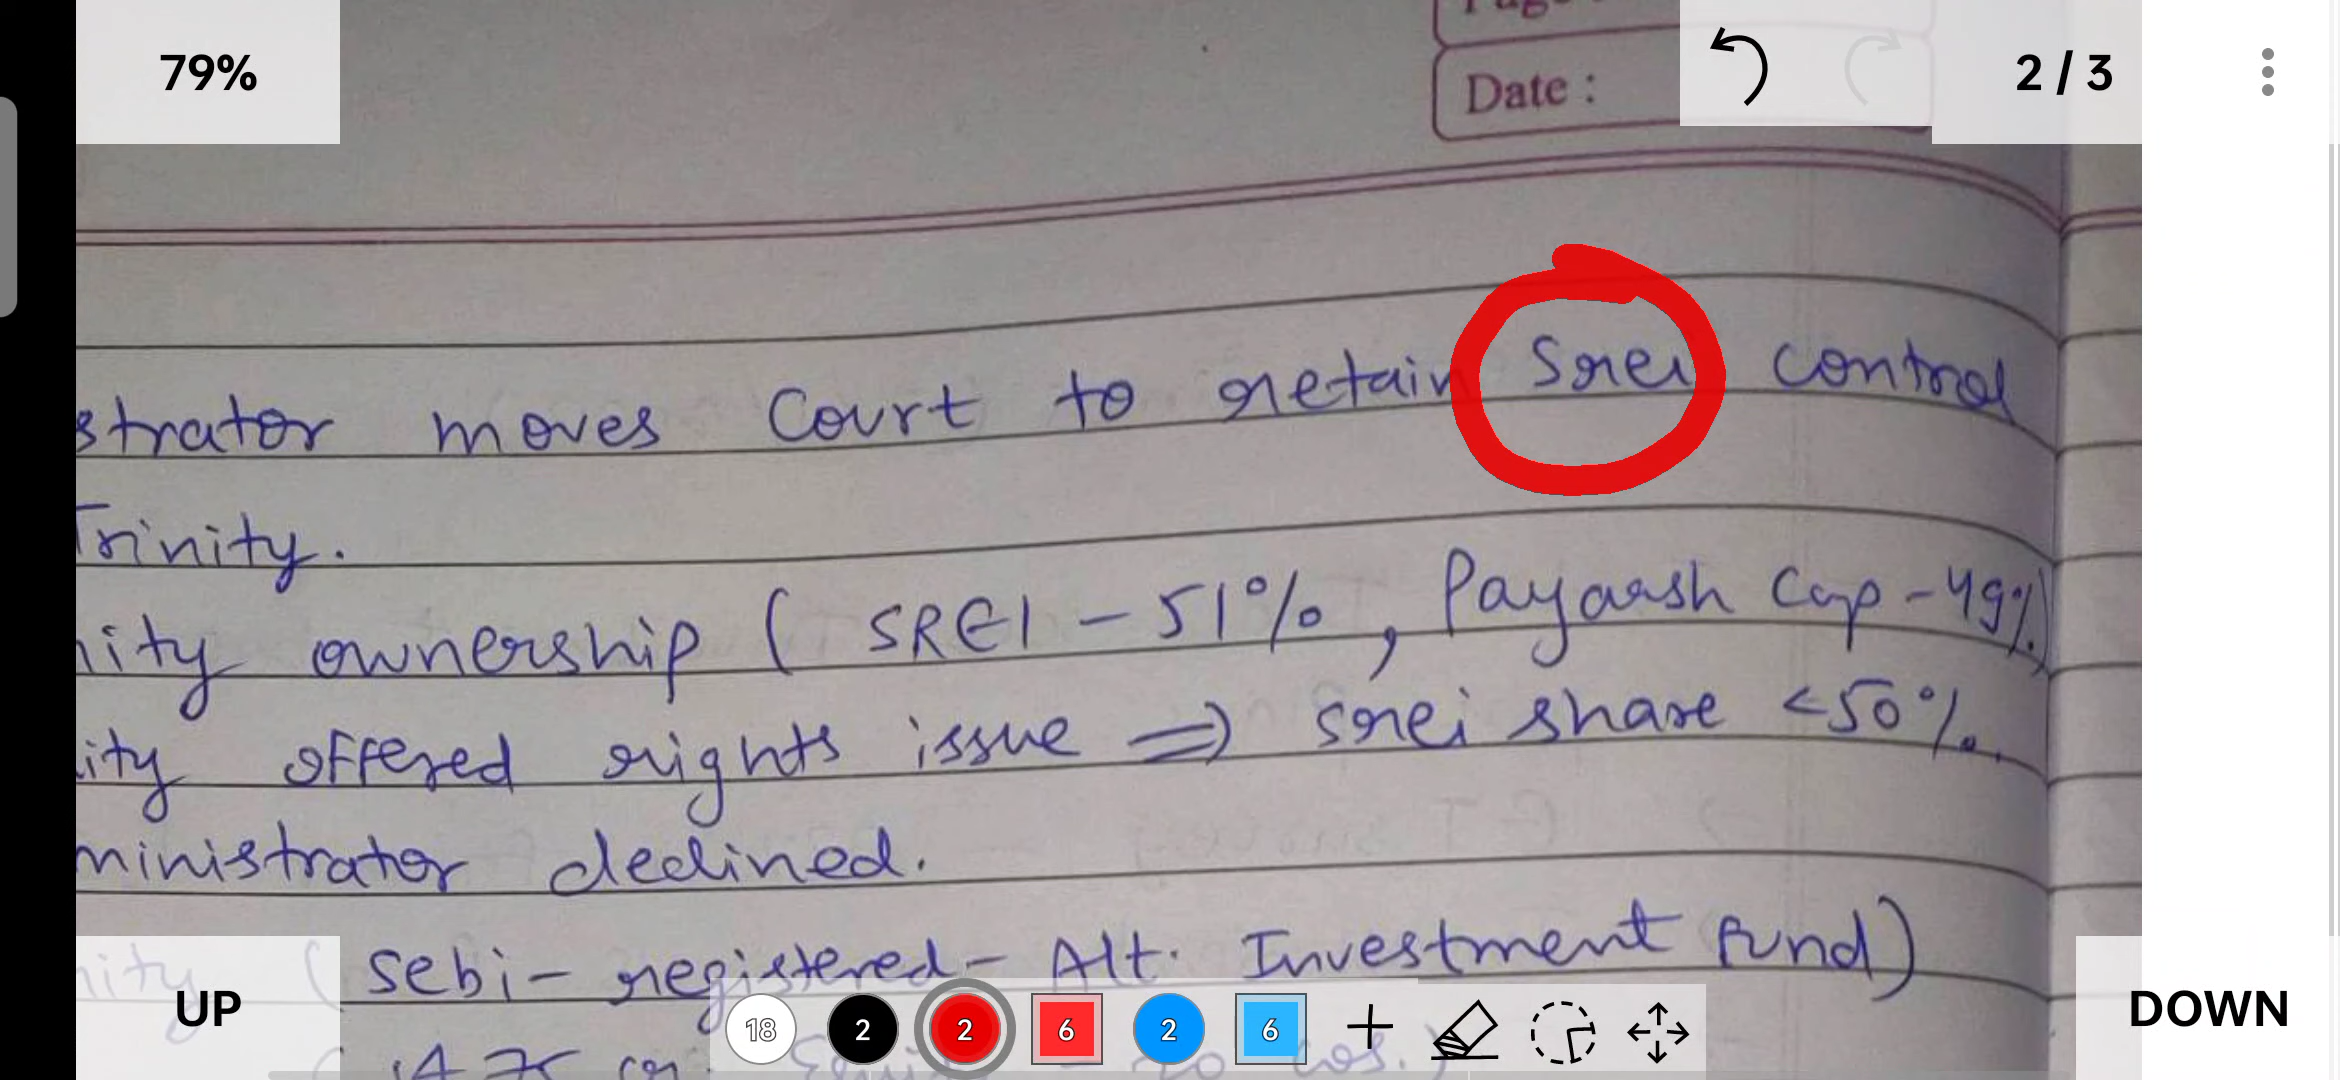 79%
2 / 3
Date :
strator moves Court to retain Srei control
Trinity.
nity ownership ( SREI - 51% , Payaash Cap - 49%)
ity offered rights issue => srei share <50%.
ministrator declined.
nity ( Sebi - registered - Alt. Investment Fund)
UP
18 2 2 6 2 6
DOWN